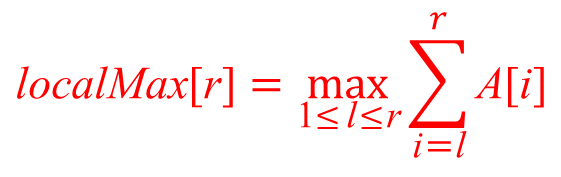 localMax[r] = max_{1≤l≤r} ∑_{i=l}^{r} A[i]